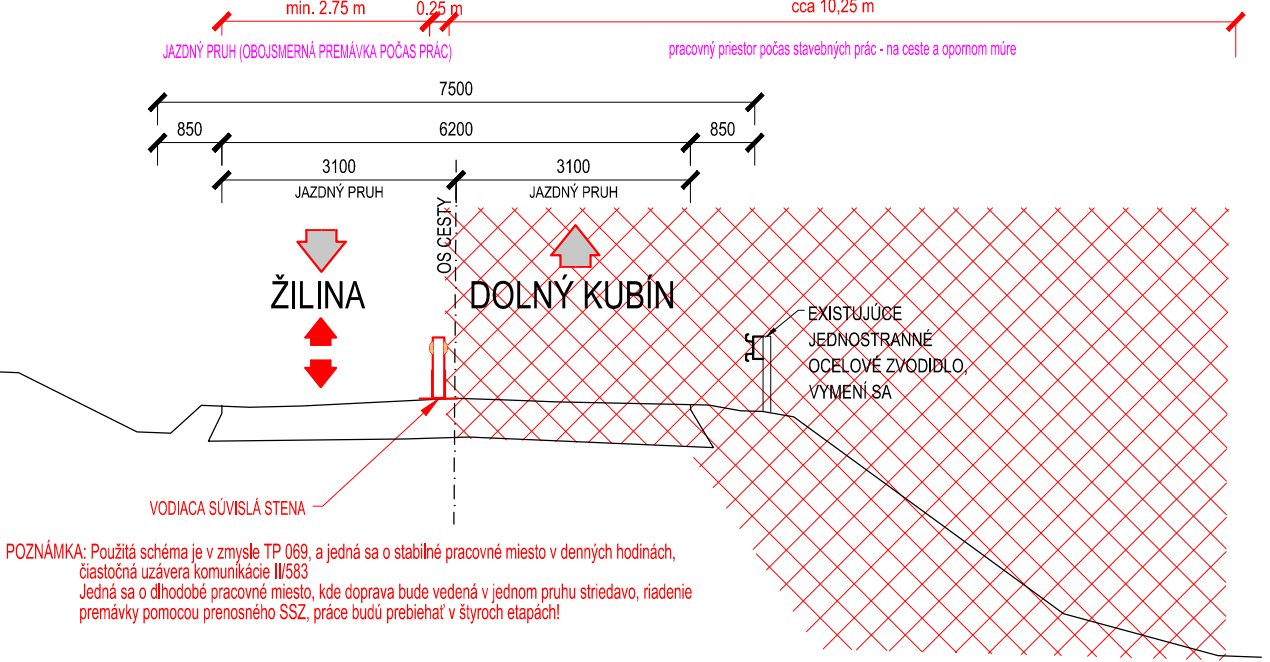 min. 2.75 m
0.25 m
cca 10,25 m
JAZDNÝ PRUH (OBOJSMERNÁ PREMÁVKA POČAS PRÁC)
pracovný priestor počas stavebných prác - na ceste a opornom múre
7500
850
6200
850
3100
3100
JAZDNÝ PRUH
JAZDNÝ PRUH
OS CESTY
ŽILINA
DOLNÝ KUBÍN
EXISTUJÚCE
JEDNOSTRANNÉ
OCELOVÉ ZVODIDLO,
VYMENÍ SA
VODIACA SÚVISLÁ STENA
POZNÁMKA: Použitá schéma je v zmysle TP 069, a jedná sa o stabilné pracovné miesto v denných hodinách,
čiastočná uzávera komunikácie II/583
Jedná sa o dlhodobé pracovné miesto, kde doprava bude vedená v jednom pruhu striedavo, riadenie
premávky pomocou prenosného SSZ, práce budú prebiehať v štyroch etapách!